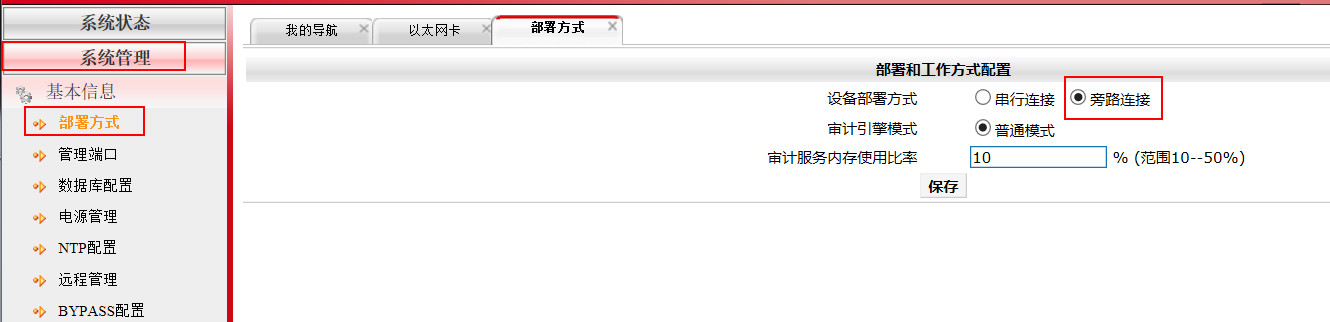 系统状态
系统管理
基本信息
部署方式
管理端口
数据库配置
电源管理
NTP配置
远程管理
BYPASS配置
我的导航 以太网卡 部署方式
部署和工作方式配置
设备部署方式 串行连接 旁路连接
审计引擎模式 普通模式
审计服务内存使用比率 10 % (范围10--50%)
保存